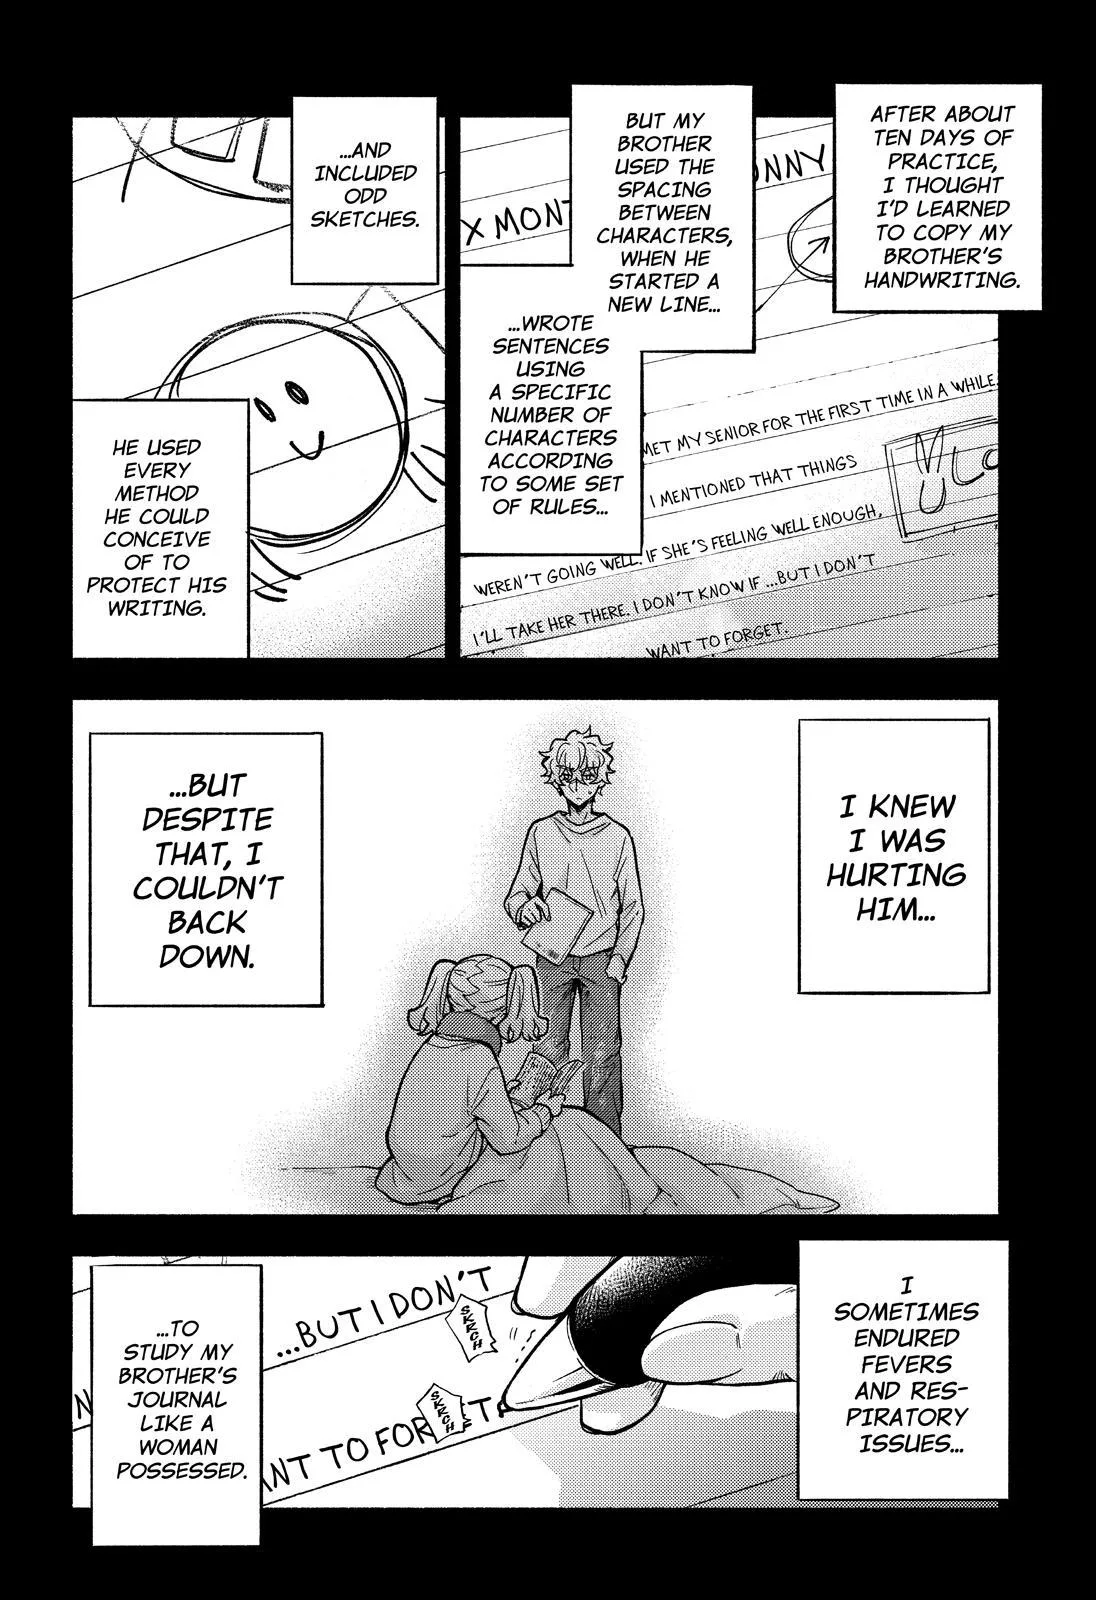 AFTER ABOUT
TEN DAYS OF
PRACTICE,
I THOUGHT
I'D LEARNED
TO COPY MY
BROTHER'S
HANDWRITING.
BUT MY
BROTHER
USED THE
SPACING
BETWEEN
CHARACTERS,
WHEN HE
STARTED A
NEW LINE...
...WROTE
SENTENCES
USING
A SPECIFIC
NUMBER OF
CHARACTERS
ACCORDING
TO SOME SET
OF RULES...
X MONT
NNY
MET MY SENIOR FOR THE FIRST TIME IN A WHILE.
I MENTIONED THAT THINGS
WEREN'T GOING WELL. IF SHE'S FEELING WELL ENOUGH,
I'LL TAKE HER THERE. I DON'T KNOW IF ...BUT I DON'T
WANT TO FORGET.
...AND
INCLUDED
ODD
SKETCHES.
HE USED
EVERY
METHOD
HE COULD
CONCEIVE
OF TO
PROTECT HIS
WRITING.
I KNEW
I WAS
HURTING
HIM...
...BUT
DESPITE
THAT, I
COULDN'T
BACK
DOWN.
I
SOMETIMES
ENDURED
FEVERS
AND RES-
PIRATORY
ISSUES...
...BUT I DON'T
SKRCH
ANT TO FOR
SKRCH
...TO
STUDY MY
BROTHER'S
JOURNAL
LIKE A
WOMAN
POSSESSED.